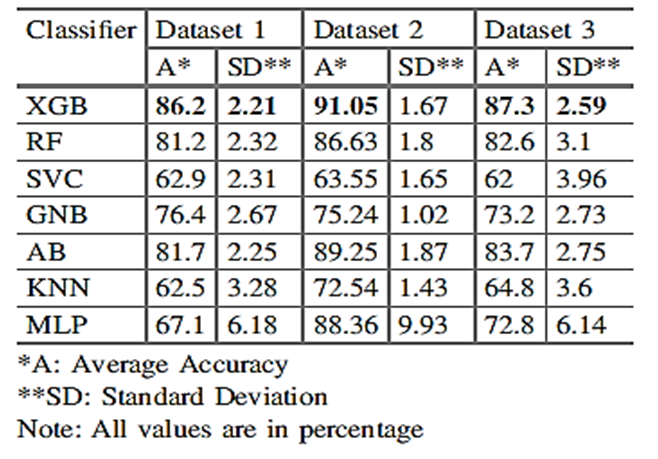 Classifier Dataset 1 Dataset 2 Dataset 3
A* SD** A* SD** A* SD**
XGB 86.2 2.21 91.05 1.67 87.3 2.59
RF 81.2 2.32 86.63 1.8 82.6 3.1
SVC 62.9 2.31 63.55 1.65 62 3.96
GNB 76.4 2.67 75.24 1.02 73.2 2.73
AB 81.7 2.25 89.25 1.87 83.7 2.75
KNN 62.5 3.28 72.54 1.43 64.8 3.6
MLP 67.1 6.18 88.36 9.93 72.8 6.14
*A: Average Accuracy
**SD: Standard Deviation
Note: All values are in percentage